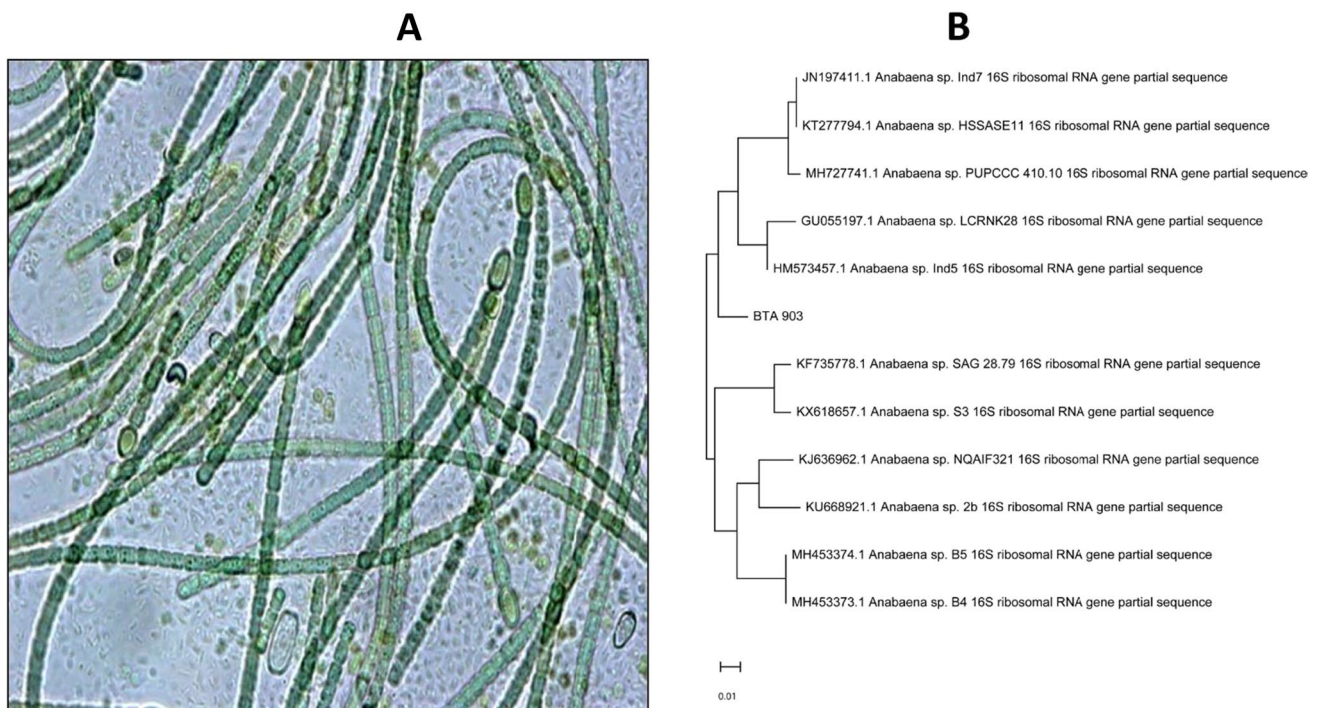 A
B
JN197411.1 Anabaena sp. Ind7 16S ribosomal RNA gene partial sequence
KT277794.1 Anabaena sp. HSSASE11 16S ribosomal RNA gene partial sequence
MH727741.1 Anabaena sp. PUPCCC 410.10 16S ribosomal RNA gene partial sequence
GU055197.1 Anabaena sp. LCRNK28 16S ribosomal RNA gene partial sequence
HM573457.1 Anabaena sp. Ind5 16S ribosomal RNA gene partial sequence
BTA 903
KF735778.1 Anabaena sp. SAG 28.79 16S ribosomal RNA gene partial sequence
KX618657.1 Anabaena sp. S3 16S ribosomal RNA gene partial sequence
KJ636962.1 Anabaena sp. NQAIF321 16S ribosomal RNA gene partial sequence
KU668921.1 Anabaena sp. 2b 16S ribosomal RNA gene partial sequence
MH453374.1 Anabaena sp. B5 16S ribosomal RNA gene partial sequence
MH453373.1 Anabaena sp. B4 16S ribosomal RNA gene partial sequence
0.01